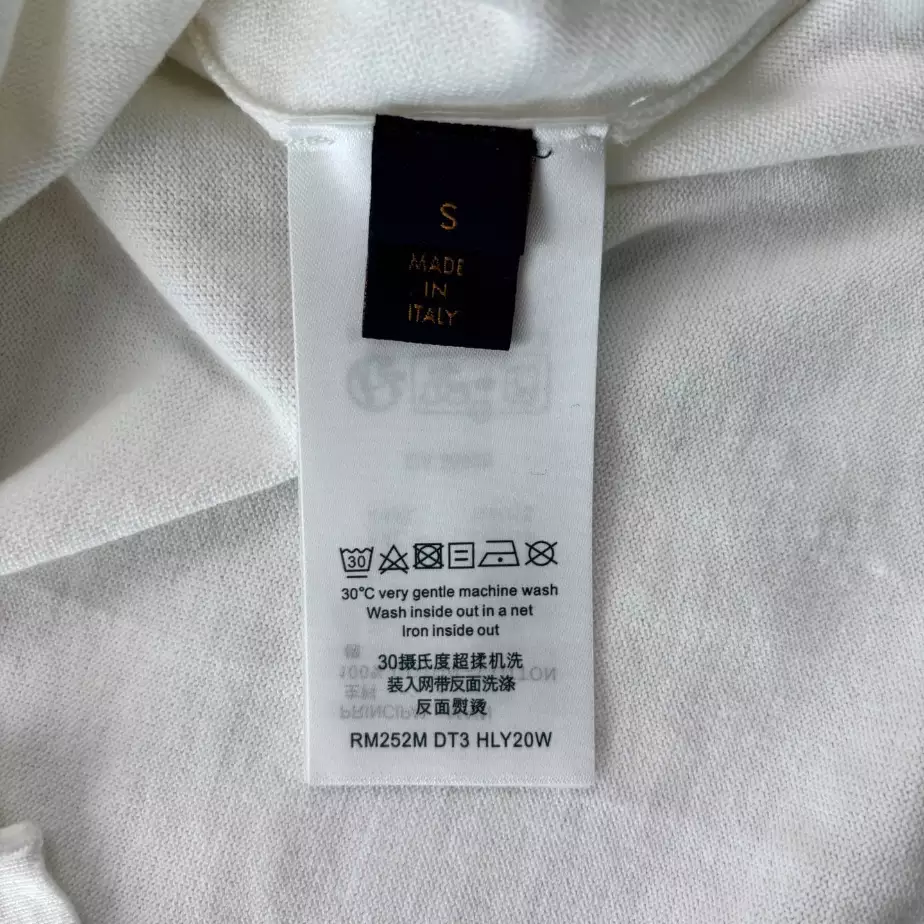 S
MADE
IN
ITALY
30
30°C very gentle machine wash
Wash inside out in a net
Iron inside out
30摄氏度超揉机洗
装入网带反面洗涤
反面熨烫
RM252M DT3 HLY20W